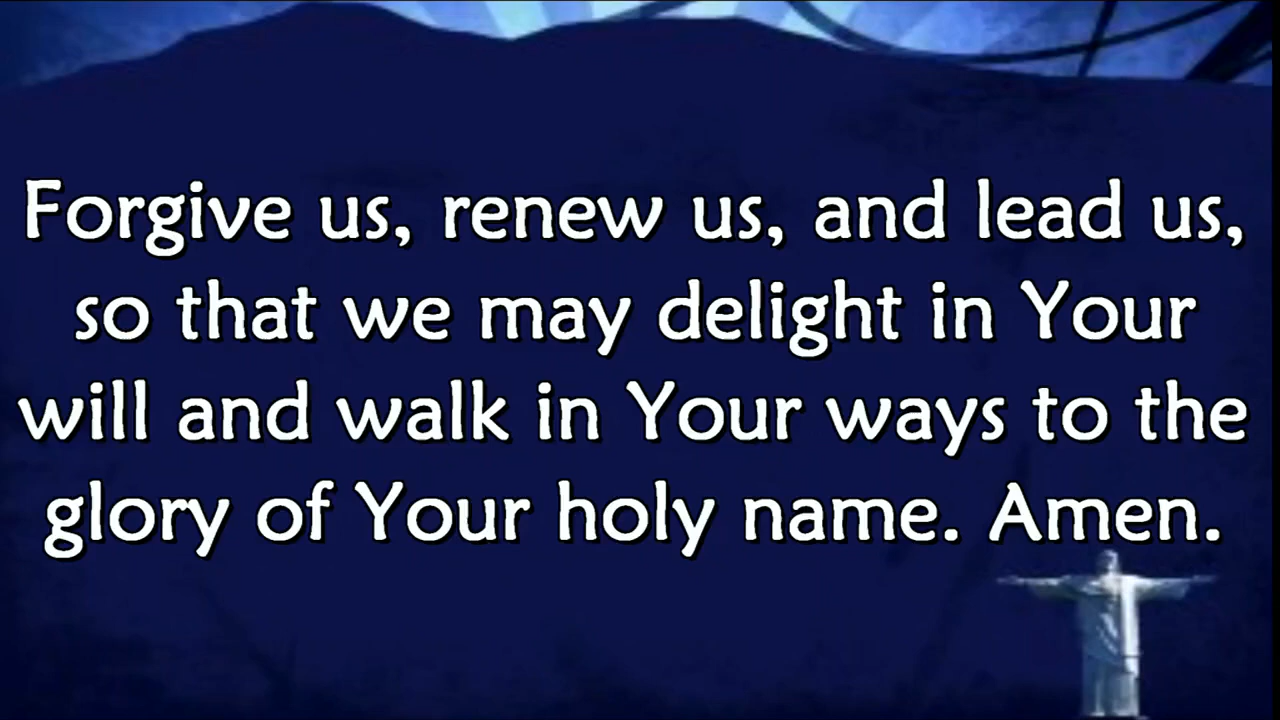 Forgive us, renew us, and lead us,
so that we may delight in Your
will and walk in Your ways to the
glory of Your holy name. Amen.